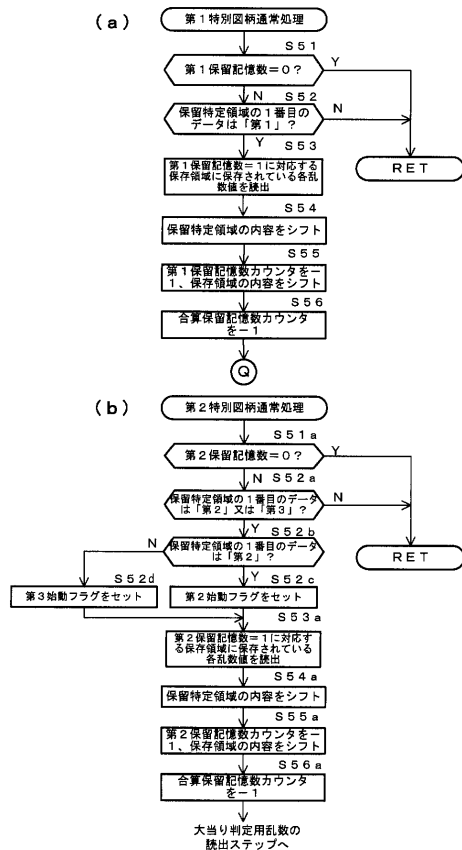 (a)
第1特別図柄通常処理
S51
第1保留記憶数=0?
Y
N
S52
保留特定領域の1番目の
データは「第1」?
N
Y
S53
RET
第1保留記憶数=1に対応する
保存領域に保存されている各乱
数値を読出
S54
保留特定領域の内容をシフト
S55
第1保留記憶数カウンタを-
1、保存領域の内容をシフト
S56
合算保留記憶数カウンタ
を-1
Q
(b)
第2特別図柄通常処理
S51a
第2保留記憶数=0?
Y
N
S52a
保留特定領域の1番目のデータ
は「第2」又は「第3」?
N
Y
S52b
保留特定領域の1番目のデータ
は「第2」?
N
RET
S52d
Y
S52c
第3始動フラグをセット
第2始動フラグをセット
S53a
第2保留記憶数=1に対応す
る保存領域に保存されている
各乱数値を読出
S54a
保留特定領域の内容をシフト
S55a
第2保留記憶数カウンタを-
1、保存領域の内容をシフト
S56a
合算保留記憶数カウンタ
を-1
大当り判定用乱数の
読出ステップへ